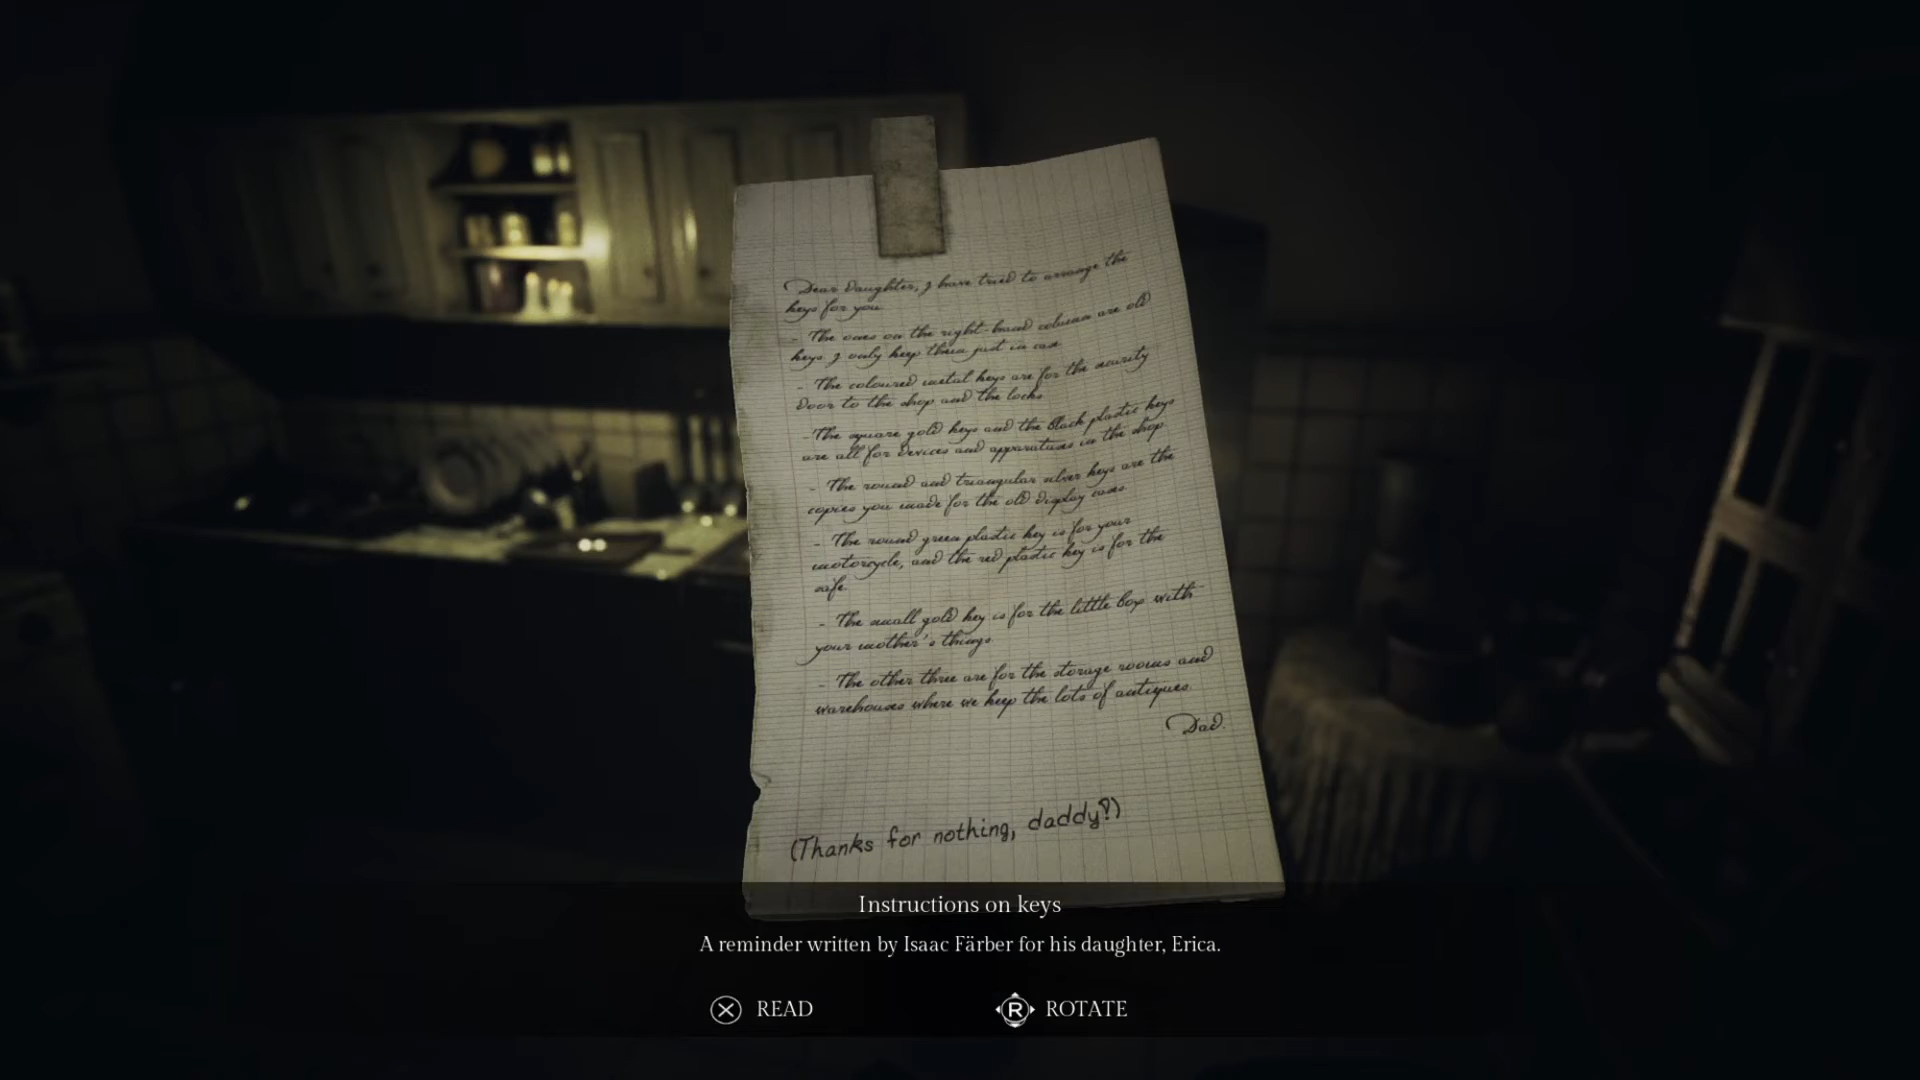 Dear daughter, I have tried to arrange the
keys for you
- The ones on the right-hand column are old
keys I only keep them just in case
- The coloured metal keys are for the security
door to the shop and the locks
- The square gold keys and the black plastic keys
are all for devices and apparatuses in the shop
- The round and triangular silver keys are the
copies you made for the old display cases
- The round green plastic key is for your
motorcycle, and the red plastic key is for the
safe.
- The small gold key is for the little box with
your mother's things
- The other three are for the storage rooms and
warehouses where we keep the lots of antiques
Dad.
(Thanks for nothing, daddy!)
Instructions on keys
A reminder written by Isaac Färber for his daughter, Erica.
READ
R ROTATE